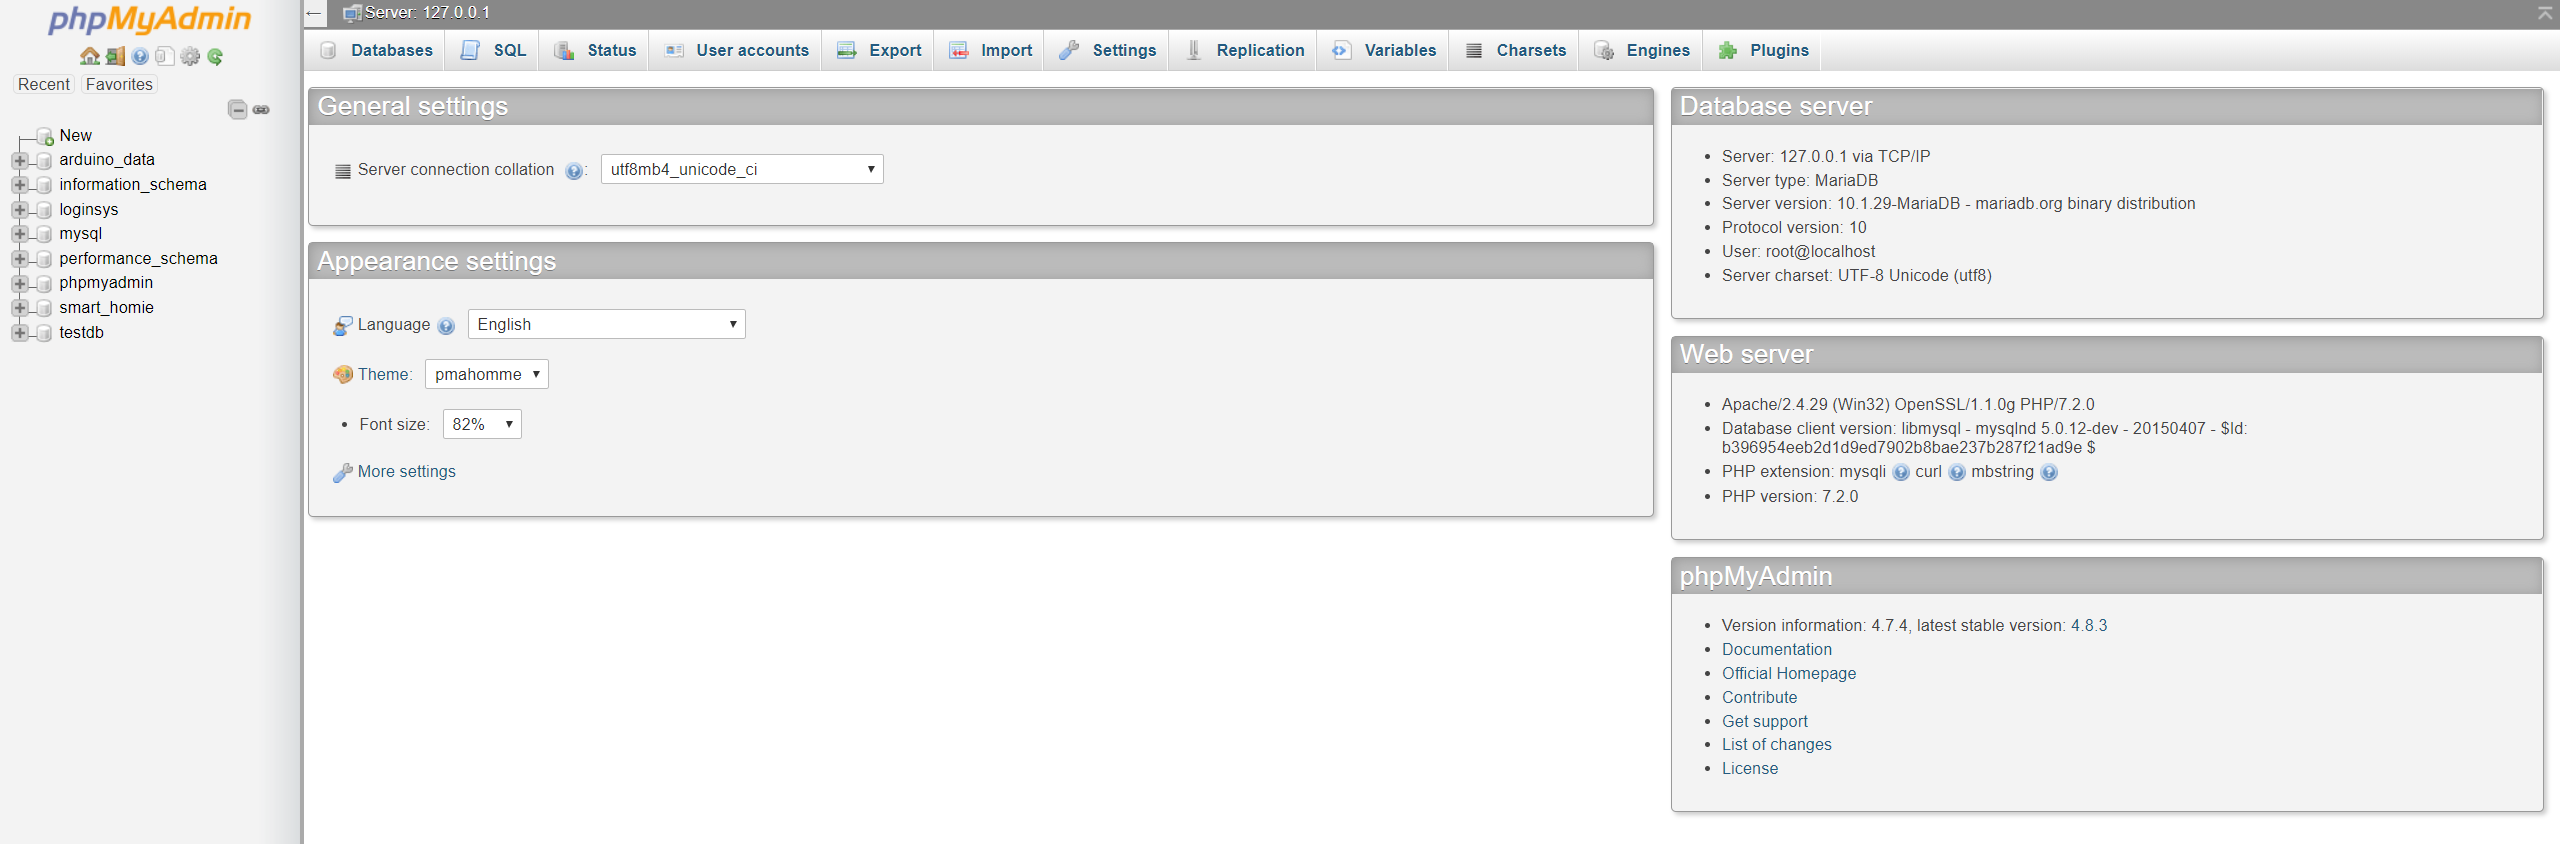 phpMyAdmin
Recent Favorites
New
arduino_data
information_schema
loginsys
mysql
performance_schema
phpmyadmin
smart_homie
testdb
← Server: 127.0.0.1
Databases SQL Status User accounts Export Import Settings Replication Variables Charsets Engines Plugins
General settings
Server connection collation : utf8mb4_unicode_ci
Appearance settings
Language English
Theme: pmahomme
• Font size: 82%
More settings
Database server
• Server: 127.0.0.1 via TCP/IP
• Server type: MariaDB
• Server version: 10.1.29-MariaDB - mariadb.org binary distribution
• Protocol version: 10
• User: root@localhost
• Server charset: UTF-8 Unicode (utf8)
Web server
• Apache/2.4.29 (Win32) OpenSSL/1.1.0g PHP/7.2.0
• Database client version: libmysql - mysqlnd 5.0.12-dev - 20150407 - $Id:
b396954eeb2d1d9ed7902b8bae237b287f21ad9e $
• PHP extension: mysqli curl mbstring
• PHP version: 7.2.0
phpMyAdmin
• Version information: 4.7.4, latest stable version: 4.8.3
• Documentation
• Official Homepage
• Contribute
• Get support
• List of changes
• License